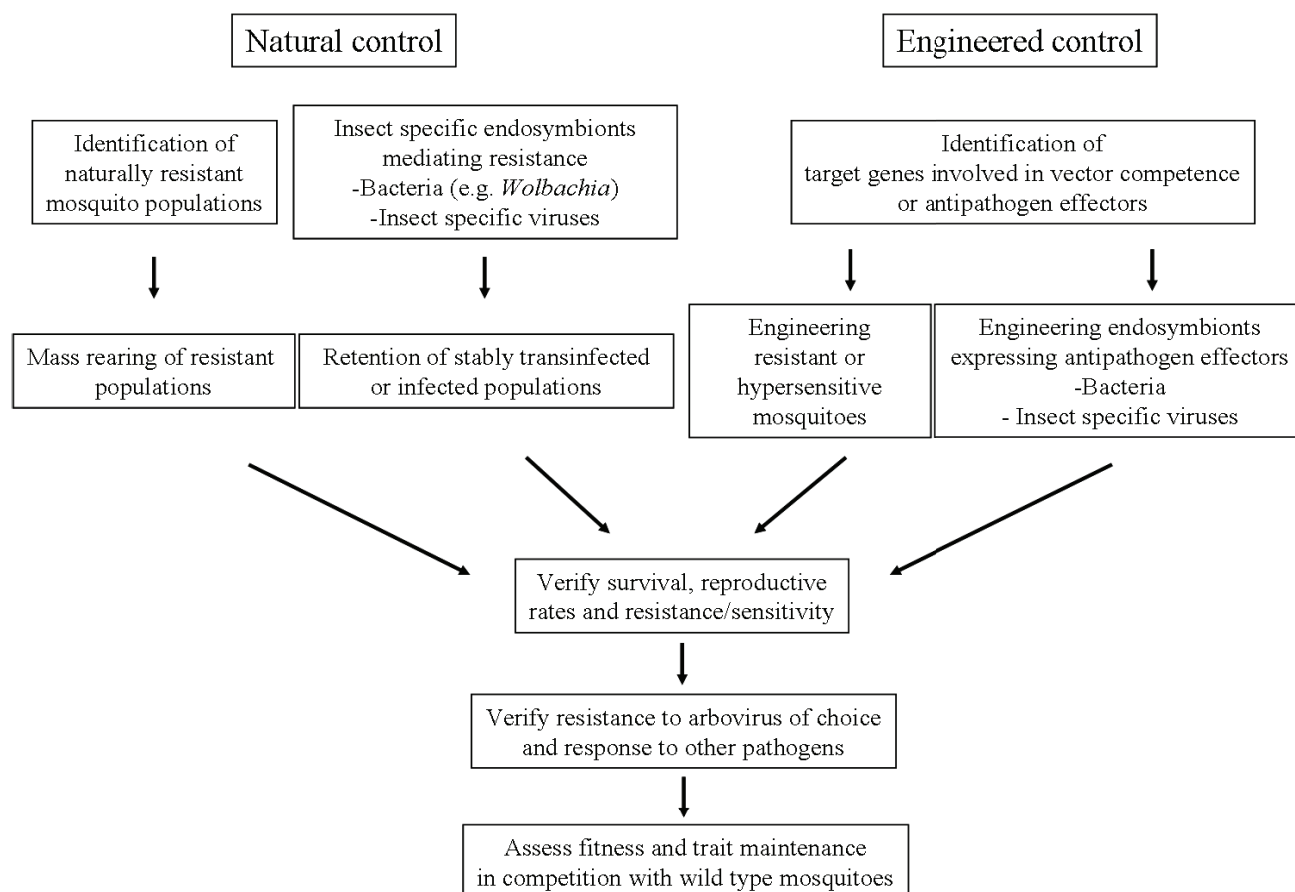 Natural control
Engineered control
Identification of
naturally resistant
mosquito populations
Insect specific endosymbionts
mediating resistance
-Bacteria (e.g. Wolbachia)
-Insect specific viruses
Identification of
target genes involved in vector competence
or antipathogen effectors
Mass rearing of resistant
populations
Retention of stably transinfected
or infected populations
Engineering
resistant or
hypersensitive
mosquitoes
Engineering endosymbionts
expressing antipathogen effectors
-Bacteria
- Insect specific viruses
Verify survival, reproductive
rates and resistance/sensitivity
Verify resistance to arbovirus of choice
and response to other pathogens
Assess fitness and trait maintenance
in competition with wild type mosquitoes